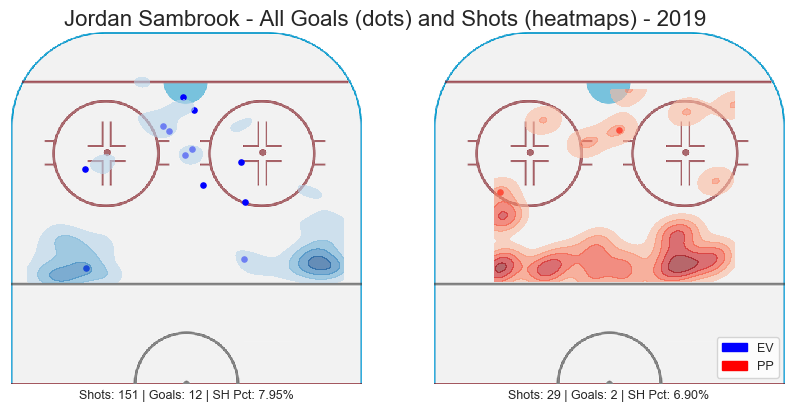 Jordan Sambrook - All Goals (dots) and Shots (heatmaps) - 2019
EV
PP
Shots: 151 | Goals: 12 | SH Pct: 7.95%
Shots: 29 | Goals: 2 | SH Pct: 6.90%